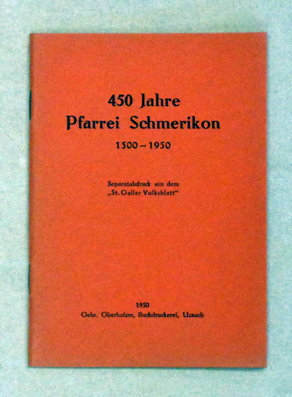 450 Jahre
Pfarrei Schmerikon
1500 – 1950
Separatabdruck aus dem
„St. Galler Volksblatt“
1950
Gebr. Oberholzer, Buchdruckerei, Uznach